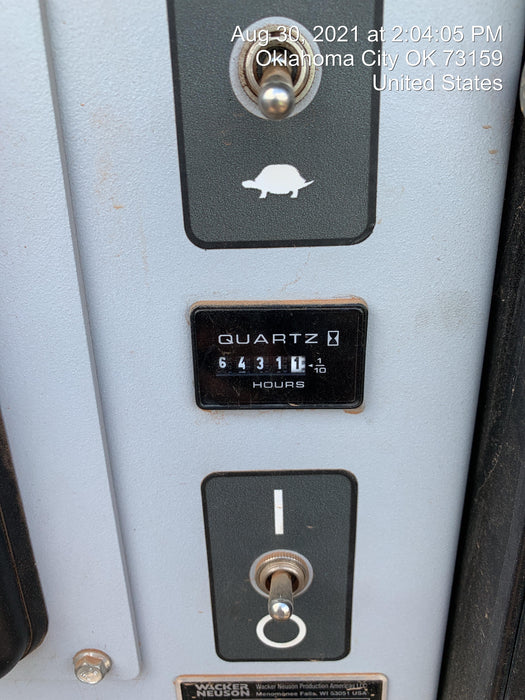 Aug 30, 2021 at 2:04:05 PM
Oklahoma City OK 73159
United States
QUARTZ
6 4 3 1 1 1/10
HOURS
WACKER NEUSON
Wacker Neuson Production Americas LLC
Menomonee Falls, WI 53051 USA